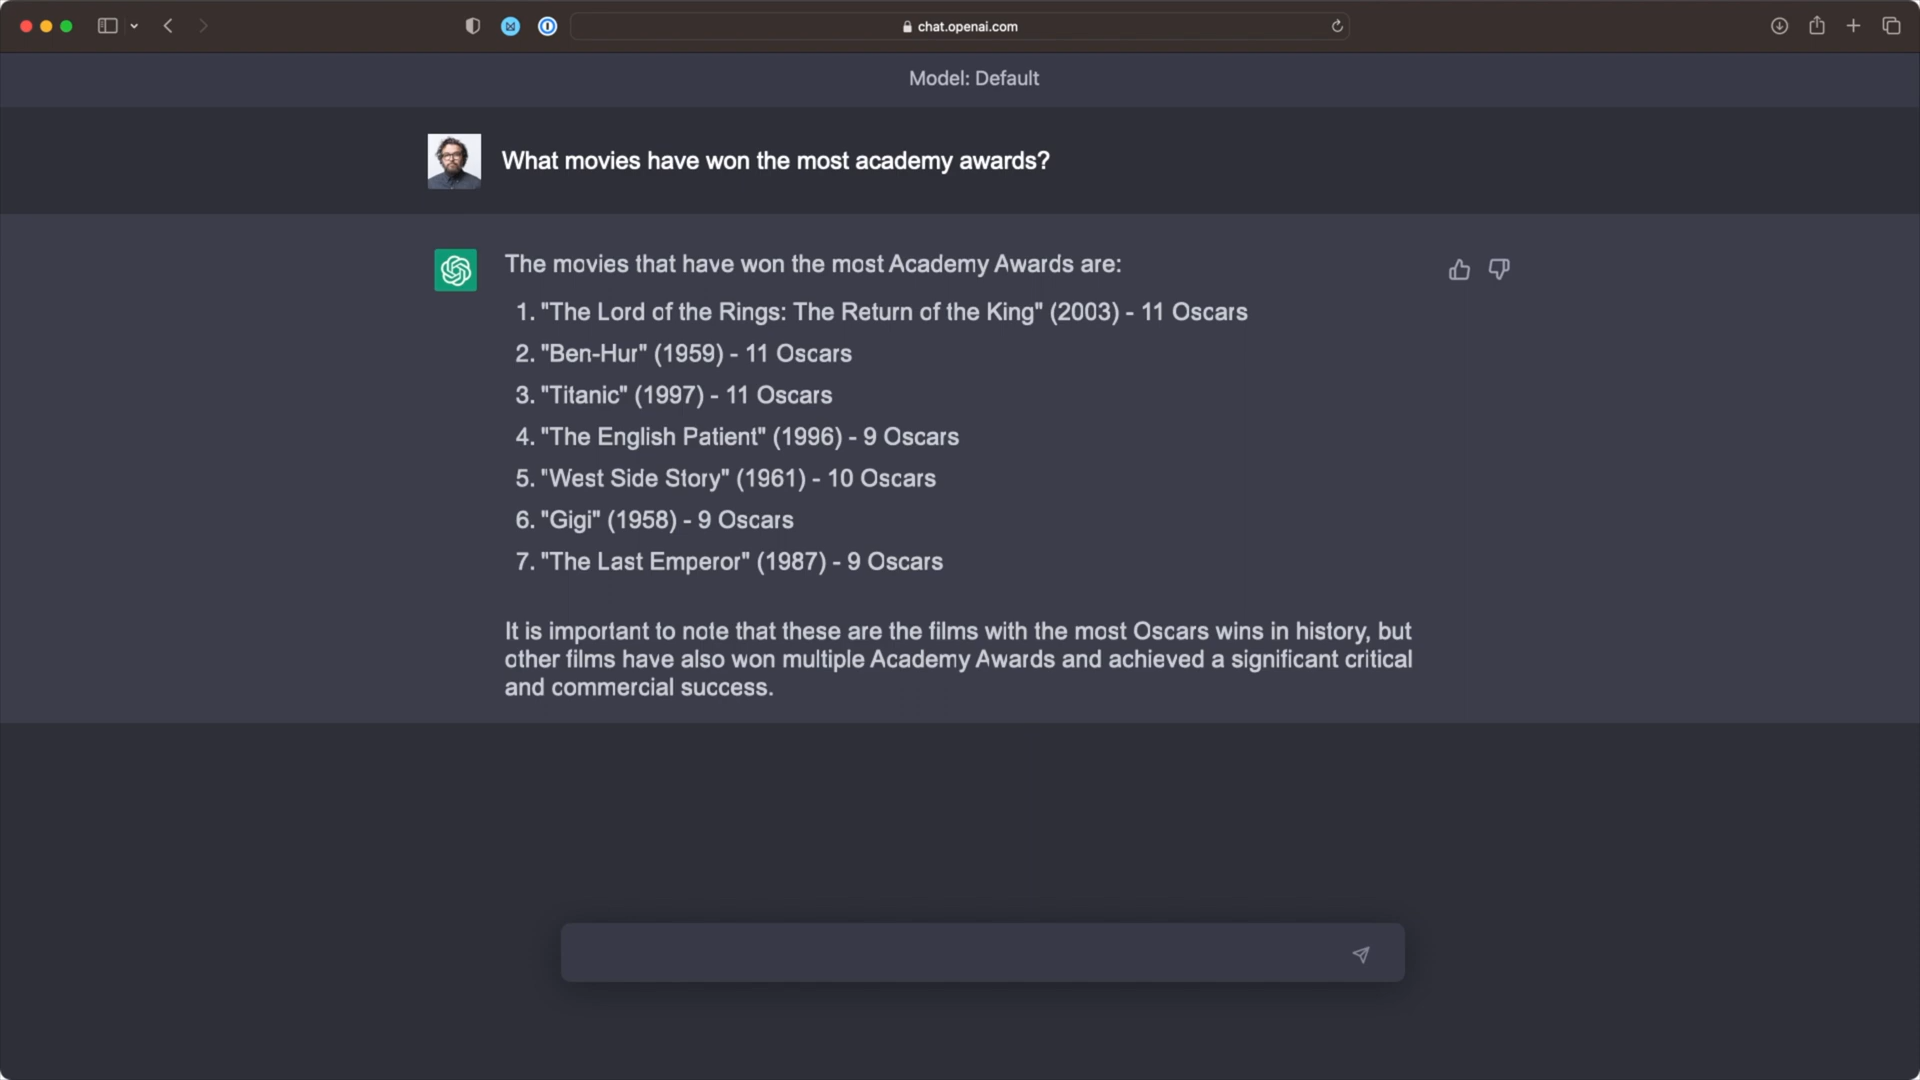 chat.openai.com
Model: Default
What movies have won the most academy awards?
The movies that have won the most Academy Awards are:
1. "The Lord of the Rings: The Return of the King" (2003) - 11 Oscars
2. "Ben-Hur" (1959) - 11 Oscars
3. "Titanic" (1997) - 11 Oscars
4. "The English Patient" (1996) - 9 Oscars
5. "West Side Story" (1961) - 10 Oscars
6. "Gigi" (1958) - 9 Oscars
7. "The Last Emperor" (1987) - 9 Oscars
It is important to note that these are the films with the most Oscars wins in history, but
other films have also won multiple Academy Awards and achieved a significant critical
and commercial success.